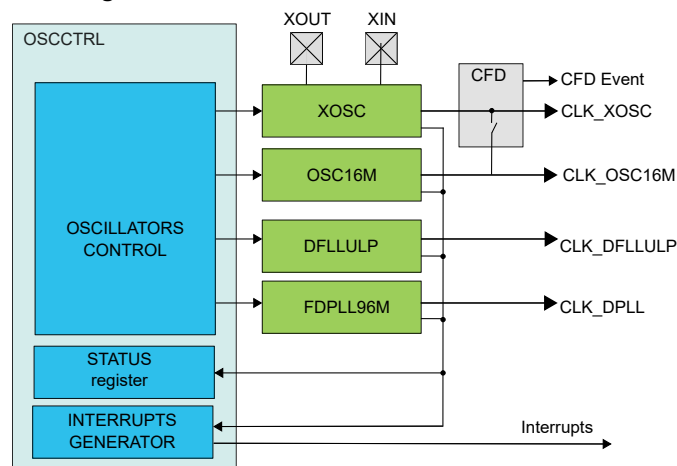 XOUT
XIN
OSCCTRL
CFD
CFD Event
XOSC
CLK_XOSC
OSC16M
CLK_OSC16M
OSCILLATORS
CONTROL
DFLLULP
CLK_DFLLULP
FDPLL96M
CLK_DPLL
STATUS
register
INTERRUPTS
GENERATOR
Interrupts